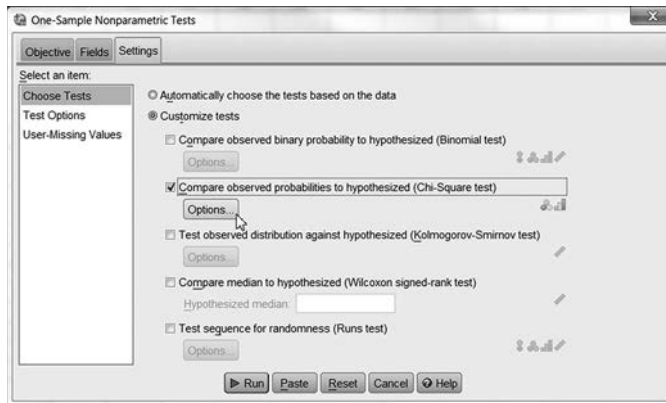 One-Sample Nonparametric Tests
Objective Fields Settings
Select an item:
Choose Tests
Test Options
User-Missing Values
Automatically choose the tests based on the data
Customize tests
Compare observed binary probability to hypothesized (Binomial test)
Options...
Compare observed probabilities to hypothesized (Chi-Square test)
Options...
Test observed distribution against hypothesized (Kolmogorov-Smirnov test)
Options...
Compare median to hypothesized (Wilcoxon signed-rank test)
Hypothesized median:
Test sequence for randomness (Runs test)
Options...
Run Paste Reset Cancel Help